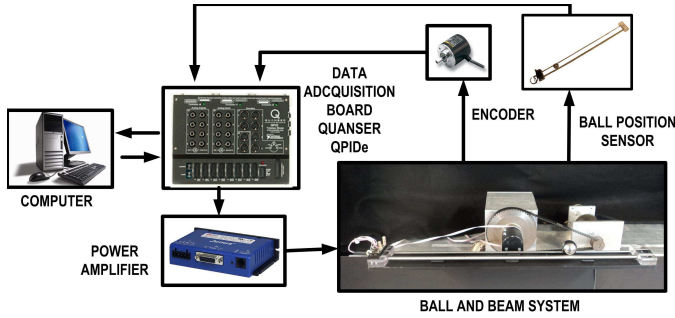 DATA
ADCQUISITION
BOARD
QUANSER
QPIDe
ENCODER
BALL POSITION
SENSOR
COMPUTER
POWER
AMPLIFIER
BALL AND BEAM SYSTEM